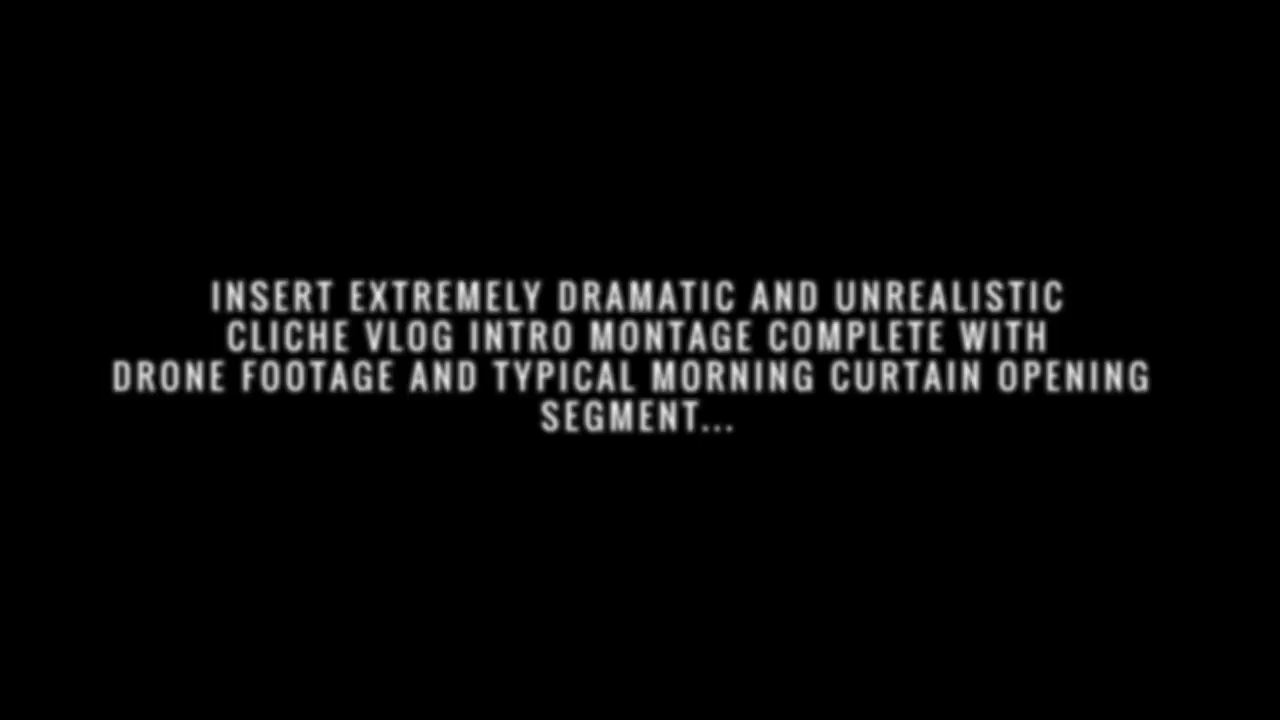 INSERT EXTREMELY DRAMATIC AND UNREALISTIC
CLICHE VLOG INTRO MONTAGE COMPLETE WITH
DRONE FOOTAGE AND TYPICAL MORNING CURTAIN OPENING
SEGMENT...